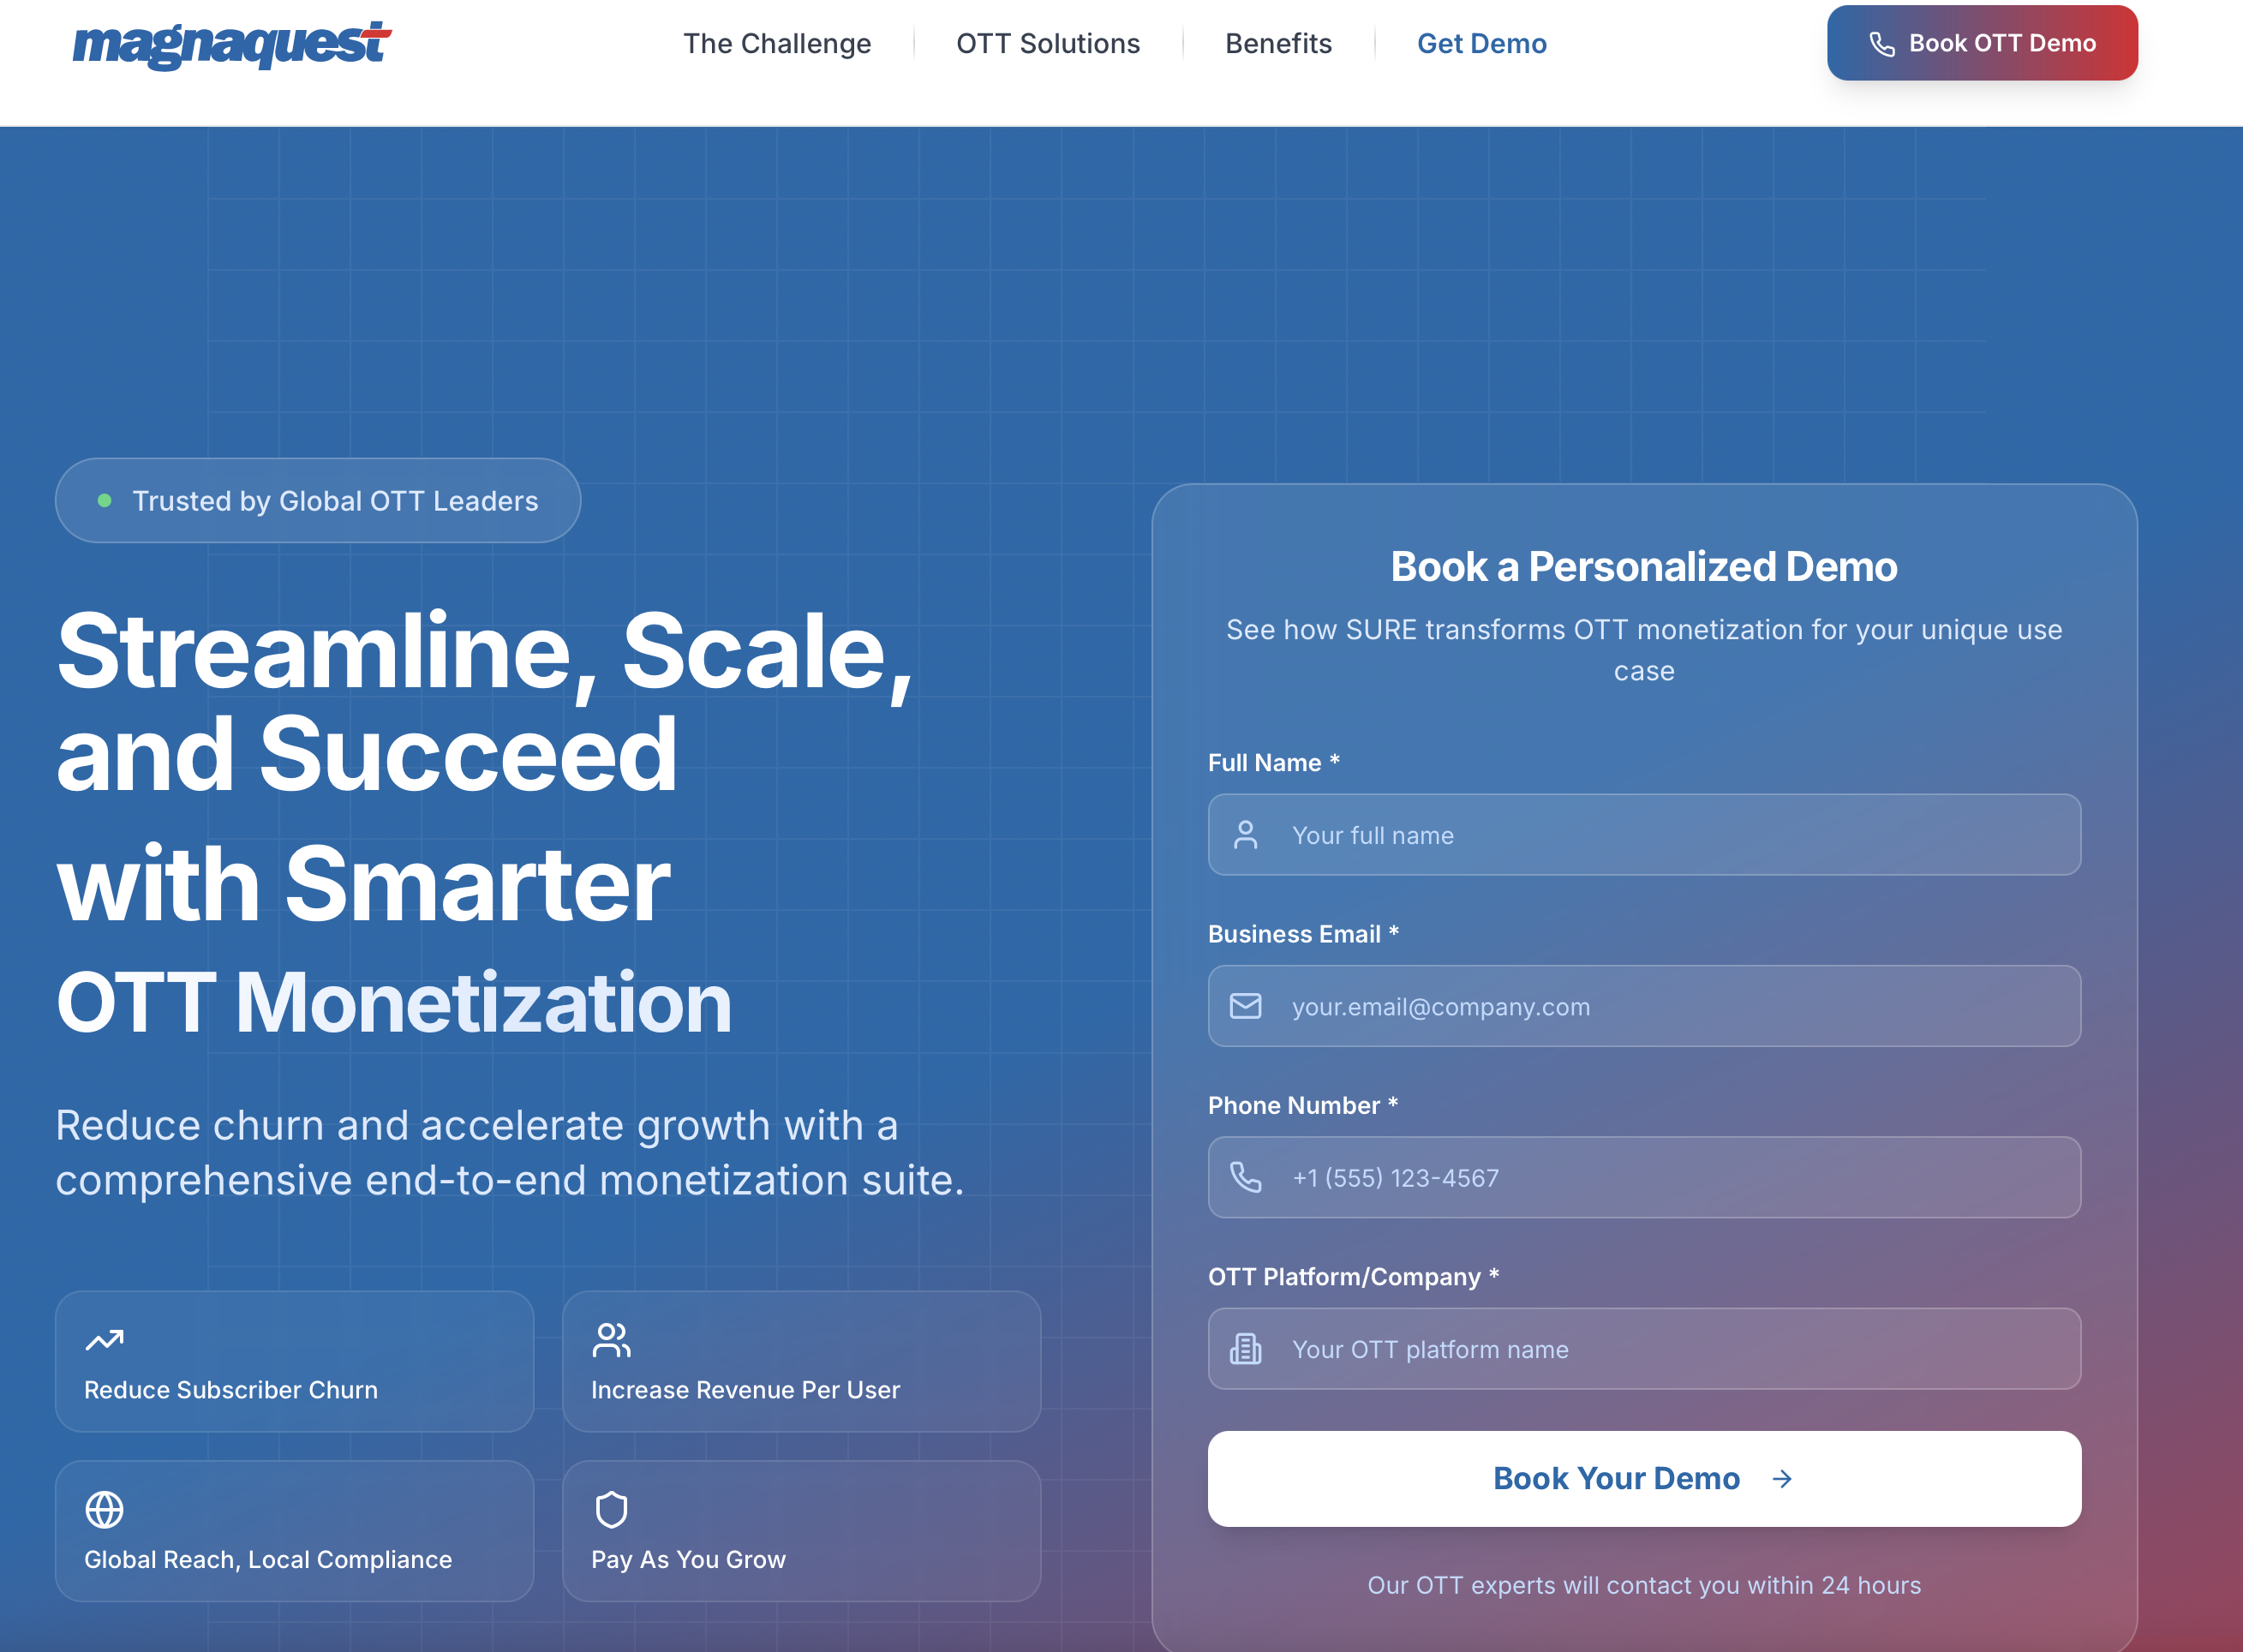 magnaquest
The Challenge
OTT Solutions
Benefits
Get Demo
Book OTT Demo
Trusted by Global OTT Leaders
Streamline, Scale,
and Succeed
with Smarter
OTT Monetization
Reduce churn and accelerate growth with a
comprehensive end-to-end monetization suite.
Reduce Subscriber Churn
Increase Revenue Per User
Global Reach, Local Compliance
Pay As You Grow
Book a Personalized Demo
See how SURE transforms OTT monetization for your unique use
case
Full Name *
Your full name
Business Email *
your.email@company.com
Phone Number *
+1 (555) 123-4567
OTT Platform/Company *
Your OTT platform name
Book Your Demo
Our OTT experts will contact you within 24 hours